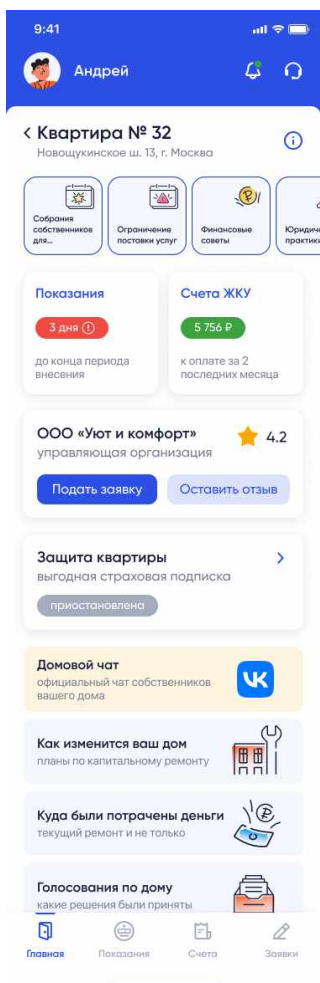 9:41
Андрей
Квартира № 32
Новощукинское ш. 13, г. Москва
Собрания
собственников
для...
Ограничение
поставки услуг
Финансовые
советы
Юридич
практики
Показания
3 дня
до конца периода
внесения
Счета ЖКУ
5 756 ₽
к оплате за 2
последних месяца
ООО «Уют и комфорт»
4.2
управляющая организация
Подать заявку
Оставить отзыв
Защита квартиры
выгодная страховая подписка
приостановлена
Домовой чат
официальный чат собственников
вашего дома
Как изменится ваш дом
планы по капитальному ремонту
Куда были потрачены деньги
текущий ремонт и не только
Голосования по дому
какие решения были приняты
Главная
Показания
Счета
Заявки